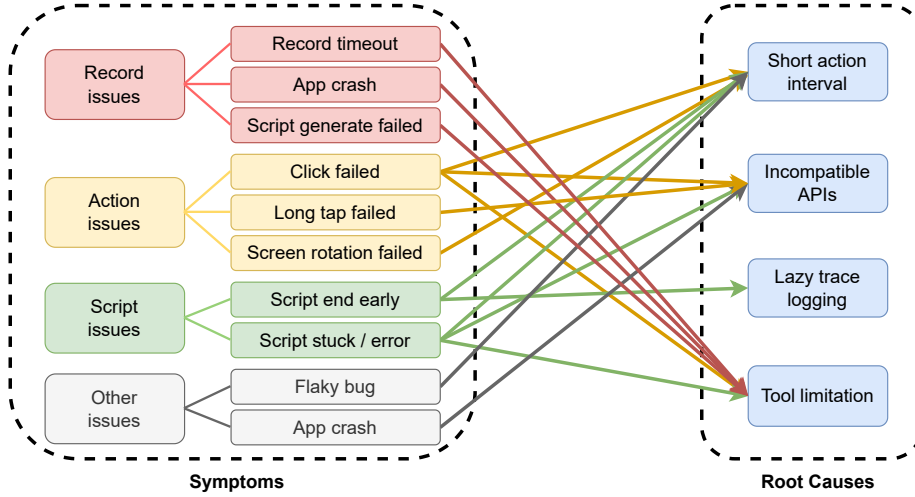 Record
issues
Record timeout
App crash
Script generate failed
Action
issues
Click failed
Long tap failed
Screen rotation failed
Script
issues
Script end early
Script stuck / error
Other
issues
Flaky bug
App crash
Symptoms
Short action
interval
Incompatible
APIs
Lazy trace
logging
Tool limitation
Root Causes